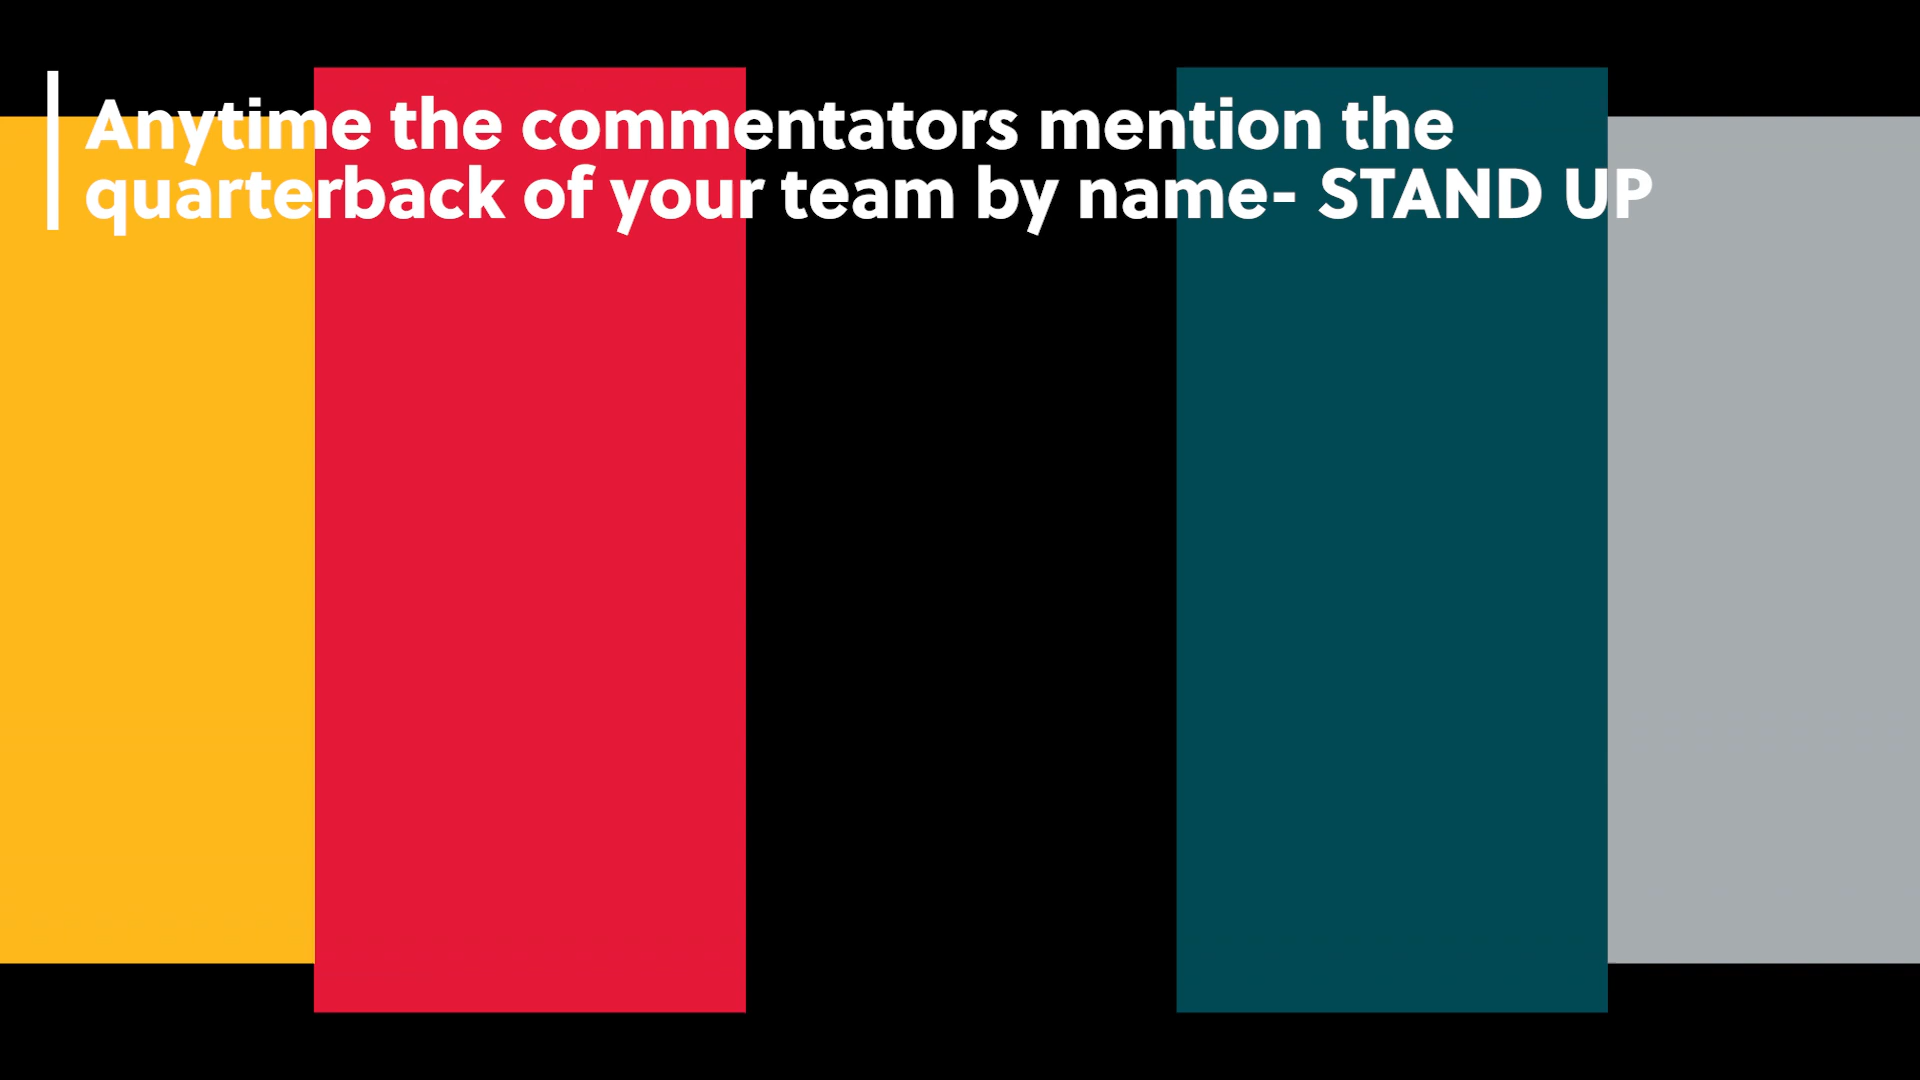 Anytime the commentators mention the
quarterback of your team by name- STAND UP